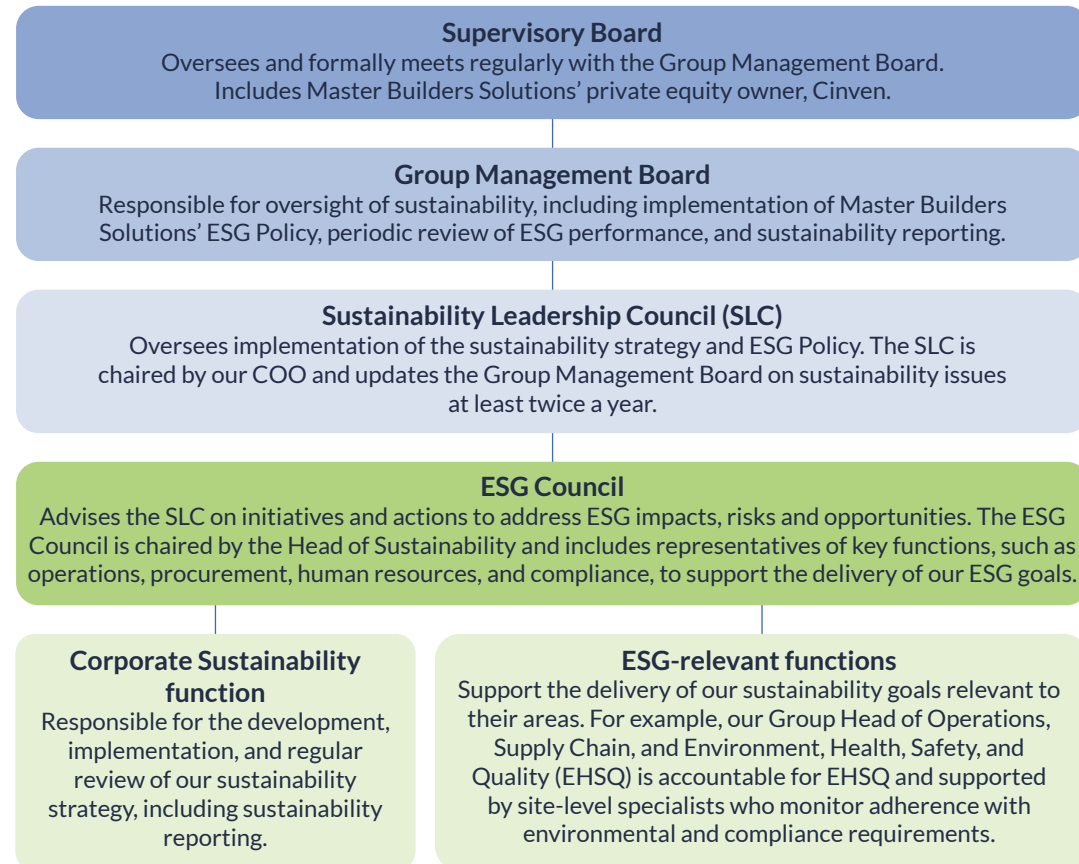 Supervisory Board
Oversees and formally meets regularly with the Group Management Board.
Includes Master Builders Solutions’ private equity owner, Cinven.
Group Management Board
Responsible for oversight of sustainability, including implementation of Master Builders
Solutions’ ESG Policy, periodic review of ESG performance, and sustainability reporting.
Sustainability Leadership Council (SLC)
Oversees implementation of the sustainability strategy and ESG Policy. The SLC is
chaired by our COO and updates the Group Management Board on sustainability issues
at least twice a year.
ESG Council
Advises the SLC on initiatives and actions to address ESG impacts, risks and opportunities. The ESG
Council is chaired by the Head of Sustainability and includes representatives of key functions, such as
operations, procurement, human resources, and compliance, to support the delivery of our ESG goals.
Corporate Sustainability
function
Responsible for the development,
implementation, and regular
review of our sustainability
strategy, including sustainability
reporting.
ESG-relevant functions
Support the delivery of our sustainability goals relevant to
their areas. For example, our Group Head of Operations,
Supply Chain, and Environment, Health, Safety, and
Quality (EHSQ) is accountable for EHSQ and supported
by site-level specialists who monitor adherence with
environmental and compliance requirements.